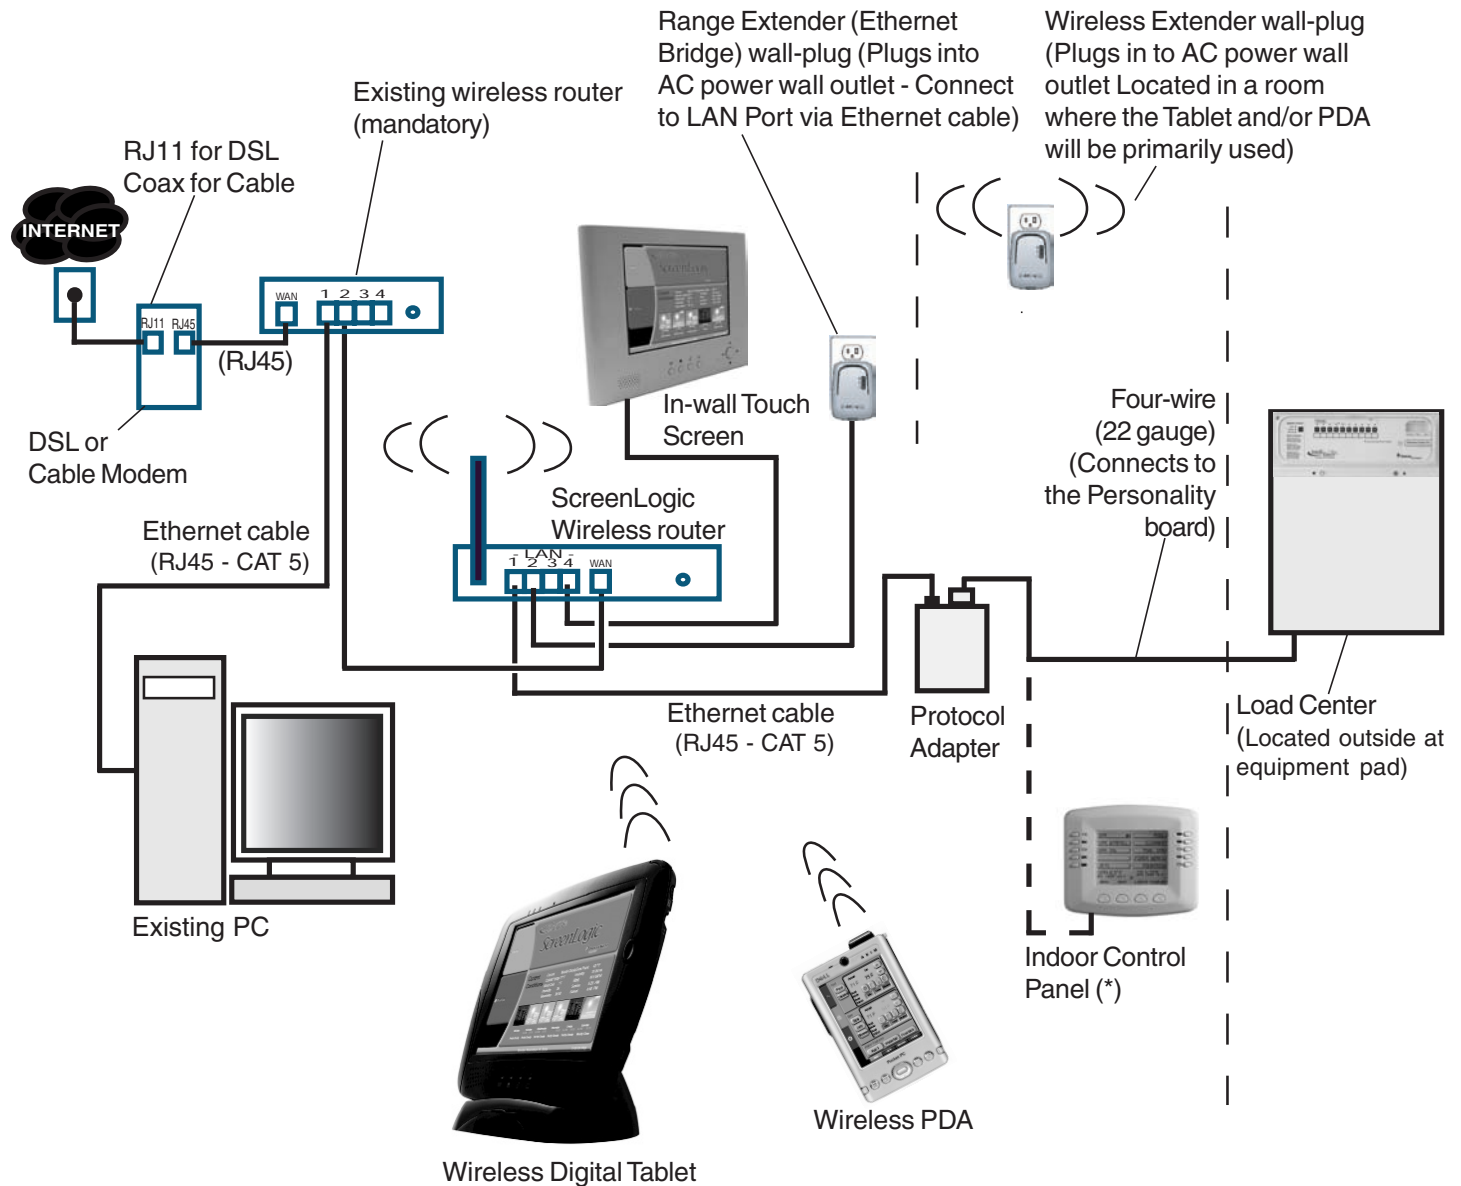 Range Extender (Ethernet
Bridge) wall-plug (Plugs into
AC power wall outlet - Connect
to LAN Port via Ethernet cable)
Wireless Extender wall-plug
(Plugs in to AC power wall
outlet Located in a room
where the Tablet and/or PDA
will be primarily used)
Existing wireless router
(mandatory)
RJ11 for DSL
Coax for Cable
INTERNET
WAN
1 2 3 4
RJ11 RJ45
(RJ45)
DSL or
Cable Modem
In-wall Touch
Screen
Four-wire
(22 gauge)
(Connects to
the Personality
board)
Ethernet cable
(RJ45 - CAT 5)
ScreenLogic
Wireless router
- LAN -
1 2 3 4
WAN
Ethernet cable
(RJ45 - CAT 5)
Protocol
Adapter
Load Center
(Located outside at
equipment pad)
Existing PC
ScreenLogic
Indoor Control
Panel (*)
Wireless PDA
Wireless Digital Tablet